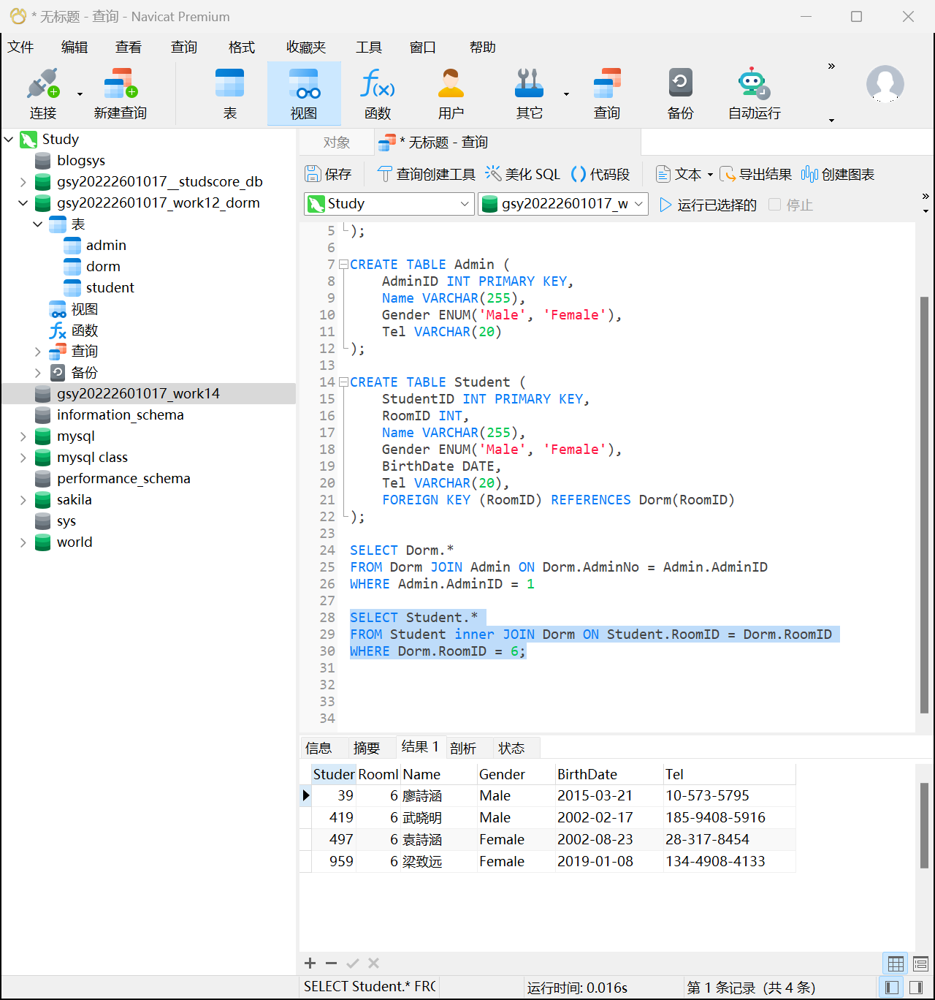 * 无标题 - 查询 - Navicat Premium
文件 编辑 查看 查询 格式 收藏夹 工具 窗口 帮助
连接 新建查询 表 视图 函数 用户 其它 查询 备份 自动运行
Study
blogsys
gsy20222601017__studscore_db
gsy20222601017_work12_dorm
表
admin
dorm
student
视图
函数
查询
备份
gsy20222601017_work14
information_schema
mysql
mysql class
performance_schema
sakila
sys
world
对象 * 无标题 - 查询
保存 查询创建工具 美化 SQL 代码段 文本 导出结果 创建图表
Study gsy20222601017_w 运行已选择的 停止
5 );
6
7 CREATE TABLE Admin (
8 AdminID INT PRIMARY KEY,
9 Name VARCHAR(255),
10 Gender ENUM('Male', 'Female'),
11 Tel VARCHAR(20)
12 );
13
14 CREATE TABLE Student (
15 StudentID INT PRIMARY KEY,
16 RoomID INT,
17 Name VARCHAR(255),
18 Gender ENUM('Male', 'Female'),
19 BirthDate DATE,
20 Tel VARCHAR(20),
21 FOREIGN KEY (RoomID) REFERENCES Dorm(RoomID)
22 );
23
24 SELECT Dorm.*
25 FROM Dorm JOIN Admin ON Dorm.AdminNo = Admin.AdminID
26 WHERE Admin.AdminID = 1
27
28 SELECT Student.*
29 FROM Student inner JOIN Dorm ON Student.RoomID = Dorm.RoomID
30 WHERE Dorm.RoomID = 6;
31
32
33
34
信息 摘要 结果 1 剖析 状态
Studer RoomI Name Gender BirthDate Tel
39 6 廖詩涵 Male 2015-03-21 10-573-5795
419 6 武晓明 Male 2002-02-17 185-9408-5916
497 6 袁詩涵 Female 2002-08-23 28-317-8454
959 6 梁致远 Female 2019-01-08 134-4908-4133
SELECT Student.* FRO 运行时间: 0.016s 第 1 条记录 (共 4 条)